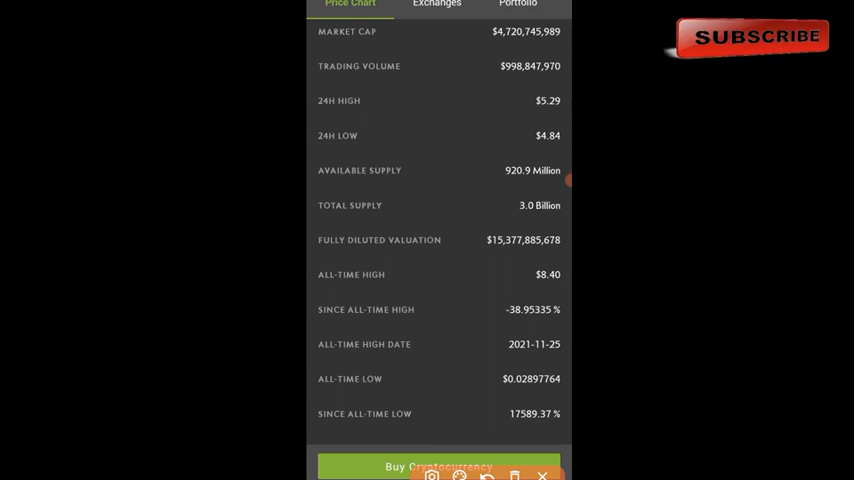 Price Chart Exchanges Portfolio
SUBSCRIBE
MARKET CAP $4,720,745,989
TRADING VOLUME $998,847,970
24H HIGH $5.29
24H LOW $4.84
AVAILABLE SUPPLY 920.9 Million
TOTAL SUPPLY 3.0 Billion
FULLY DILUTED VALUATION $15,377,885,678
ALL-TIME HIGH $8.40
SINCE ALL-TIME HIGH -38.95335 %
ALL-TIME HIGH DATE 2021-11-25
ALL-TIME LOW $0.02897764
SINCE ALL-TIME LOW 17589.37 %
Buy Cryptocurrency